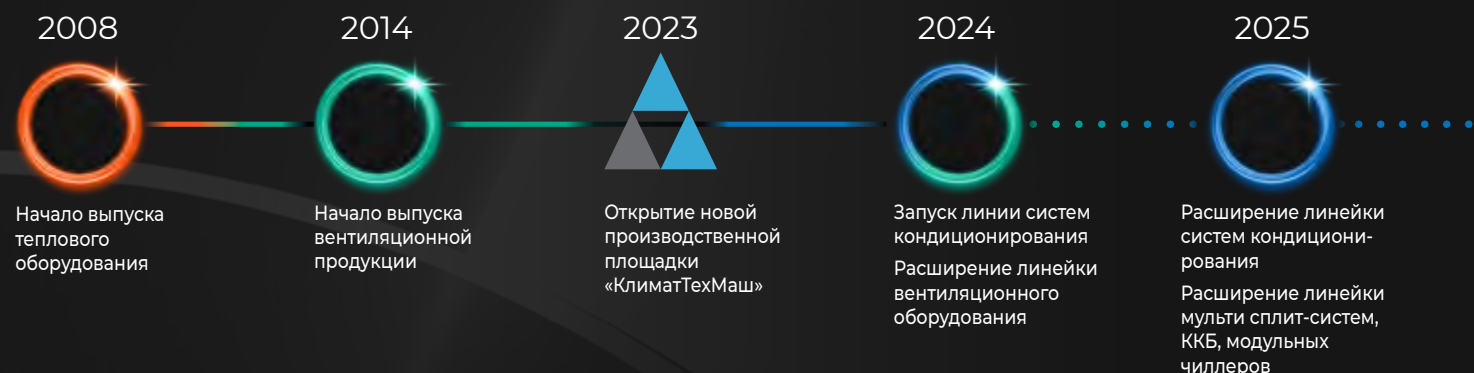 2008
Начало выпуска
теплового
оборудования
2014
Начало выпуска
вентиляционной
продукции
2023
Открытие новой
производственной
площадки
«КлиматТехМаш»
2024
Запуск линии систем
кондиционирования
Расширение линейки
вентиляционного
оборудования
2025
Расширение линейки
систем кондициони-
рования
Расширение линейки
мульти сплит-систем,
ККБ, модульных
чиллеров